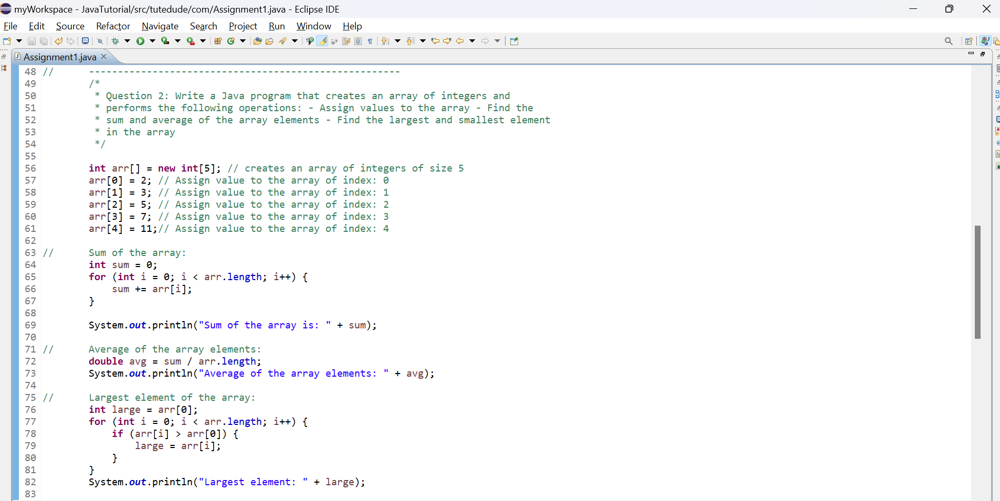 myWorkspace - JavaTutorial/src/tutedude/com/Assignment1.java - Eclipse IDE
File Edit Source Refactor Navigate Search Project Run Window Help
Assignment1.java
48 // ------------------------------------------------------
49 /*
50 * Question 2: Write a Java program that creates an array of integers and
51 * performs the following operations: - Assign values to the array - Find the
52 * sum and average of the array elements - Find the largest and smallest element
53 * in the array
54 */
55
56 int arr[] = new int[5]; // creates an array of integers of size 5
57 arr[0] = 2; // Assign value to the array of index: 0
58 arr[1] = 3; // Assign value to the array of index: 1
59 arr[2] = 5; // Assign value to the array of index: 2
60 arr[3] = 7; // Assign value to the array of index: 3
61 arr[4] = 11;// Assign value to the array of index: 4
62
63 // Sum of the array:
64 int sum = 0;
65 for (int i = 0; i < arr.length; i++) {
66 sum += arr[i];
67 }
68
69 System.out.println("Sum of the array is: " + sum);
70
71 // Average of the array elements:
72 double avg = sum / arr.length;
73 System.out.println("Average of the array elements: " + avg);
74
75 // Largest element of the array:
76 int large = arr[0];
77 for (int i = 0; i < arr.length; i++) {
78 if (arr[i] > arr[0]) {
79 large = arr[i];
80 }
81 }
82 System.out.println("Largest element: " + large);
83